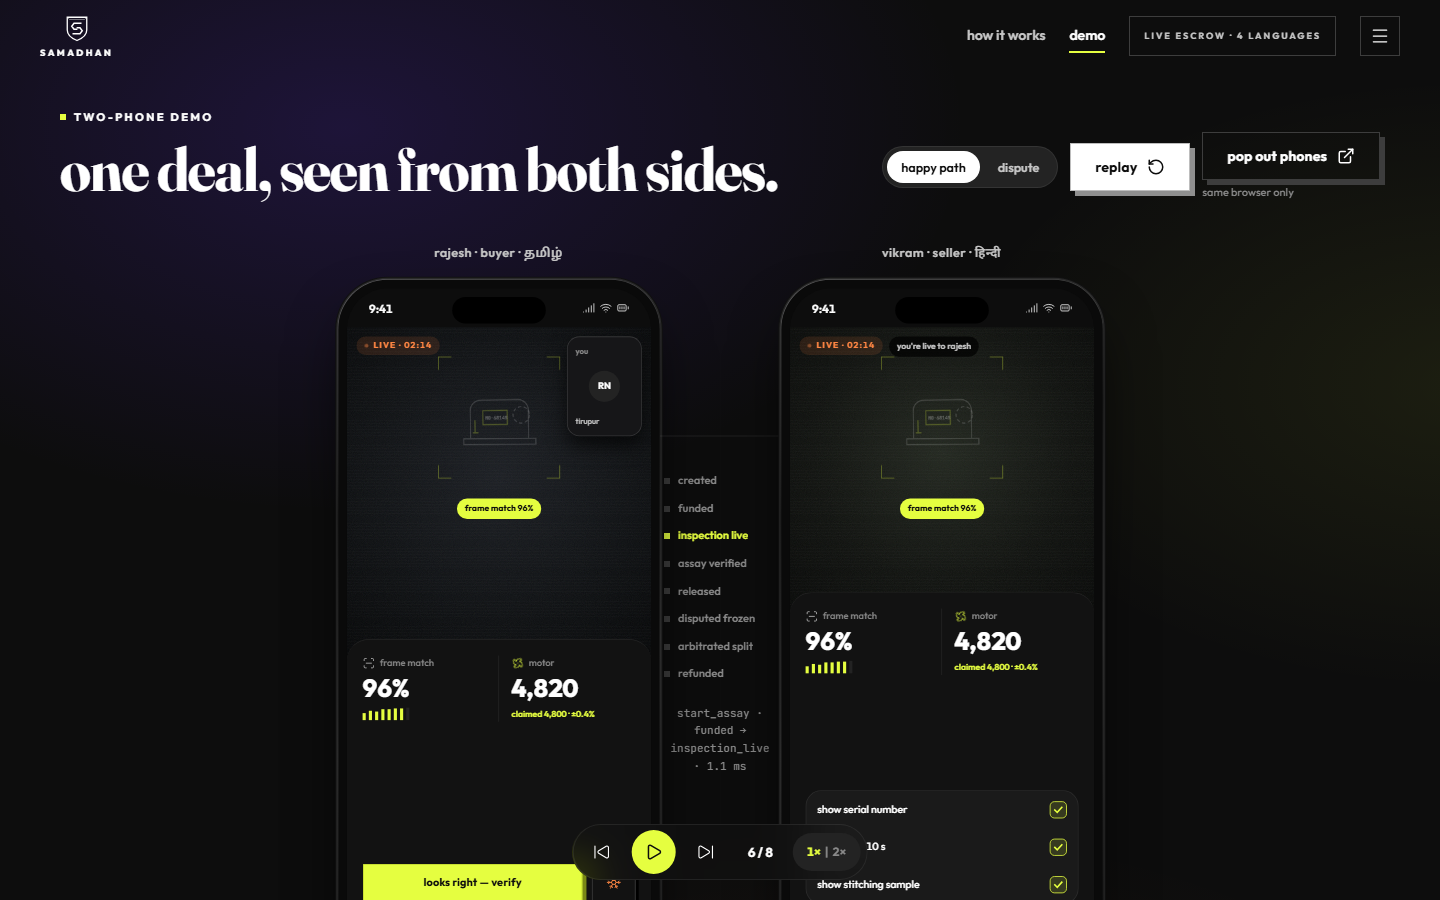 SAMADHAN
how it works
demo
LIVE ESCROW · 4 LANGUAGES
TWO-PHONE DEMO
one deal, seen from both sides.
happy path
dispute
replay
pop out phones
same browser only
rajesh · buyer · தமிழ்
9:41
LIVE · 02:14
you
RN
tirupur
frame match 96%
frame match
96%
motor
4,820
claimed 4,800 · ±0.4%
looks right — verify
created
funded
inspection live
assay verified
released
disputed frozen
arbitrated split
refunded
start_assay ·
funded →
inspection_live
· 1.1 ms
vikram · seller · हिन्दी
9:41
LIVE · 02:14
you're live to rajesh
frame match 96%
frame match
96%
motor
4,820
claimed 4,800 · ±0.4%
show serial number
10 s
show stitching sample
6 / 8
1× | 2×